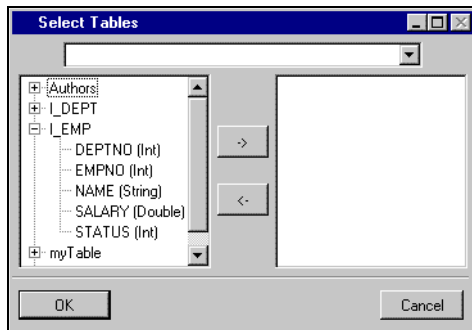 Select Tables
Authors
I_DEPT
I_EMP
DEPTNO (Int)
EMPNO (Int)
NAME (String)
SALARY (Double)
STATUS (Int)
myTable
->
<-
OK
Cancel